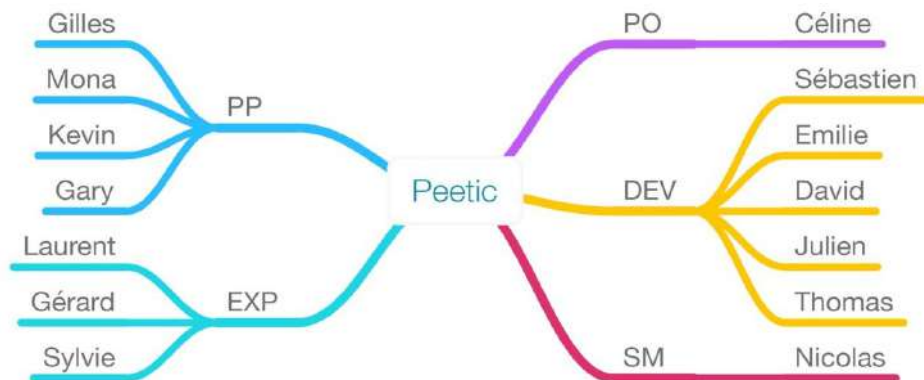 Gilles
Mona
Kevin
Gary
PP
Laurent
Gérard
Sylvie
EXP
Peetic
PO
Céline
DEV
Sébastien
Emilie
David
Julien
Thomas
SM
Nicolas